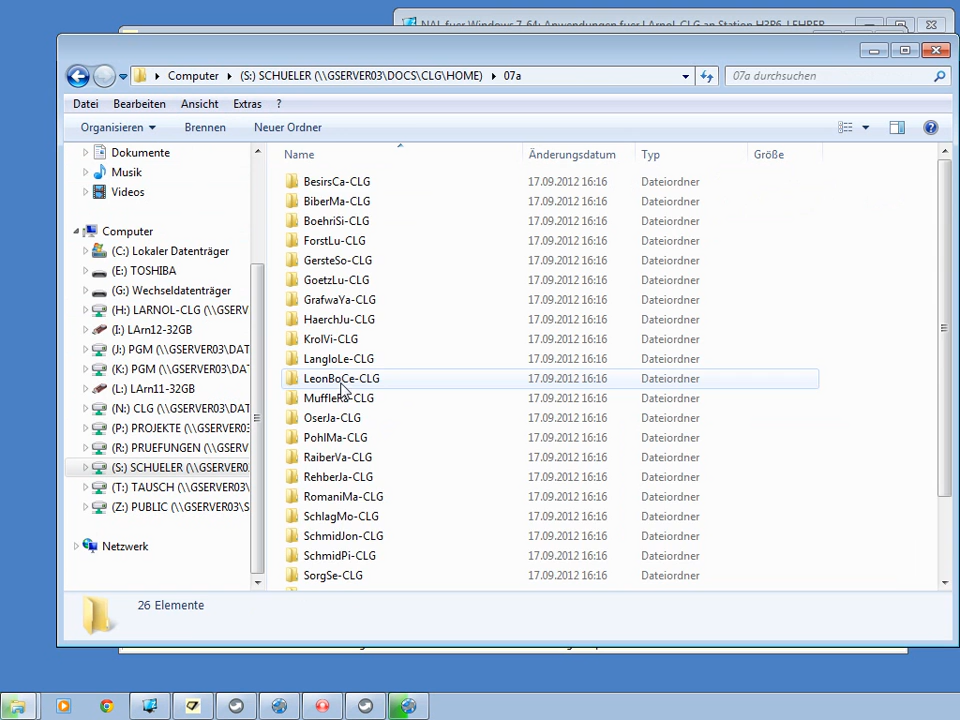 NAL fuer Windows 7-64: Anwendungen fuer LArnol-CLG an Station H3P6-LEHRER
Computer (S:) SCHUELER (\\GSERVER03\DOCS\CLG\HOME) 07a
07a durchsuchen
Datei Bearbeiten Ansicht Extras ?
Organisieren Brennen Neuer Ordner
Name Änderungsdatum Typ Größe
Dokumente
Musik
Videos
Computer
(C:) Lokaler Datenträger
(E:) TOSHIBA
(G:) Wechseldatenträger
(H:) LARNOL-CLG (\\GSERV
(I:) LArn12-32GB
(J:) PGM (\\GSERVER03\DAT
(K:) PGM (\\GSERVER03\DA
(L:) LArn11-32GB
(N:) CLG (\\GSERVER03\DAT
(P:) PROJEKTE (\\GSERVER03
(R:) PRUEFUNGEN (\\GSERV
(S:) SCHUELER (\\GSERVER0
(T:) TAUSCH (\\GSERVER03\
(Z:) PUBLIC (\\GSERVER03\S
Netzwerk
BesirsCa-CLG 17.09.2012 16:16 Dateiordner
BiberMa-CLG 17.09.2012 16:16 Dateiordner
BoehriSi-CLG 17.09.2012 16:16 Dateiordner
ForstLu-CLG 17.09.2012 16:16 Dateiordner
GersteSo-CLG 17.09.2012 16:16 Dateiordner
GoetzLu-CLG 17.09.2012 16:16 Dateiordner
GrafwaYa-CLG 17.09.2012 16:16 Dateiordner
HaerchJu-CLG 17.09.2012 16:16 Dateiordner
KrolVi-CLG 17.09.2012 16:16 Dateiordner
LangloLe-CLG 17.09.2012 16:16 Dateiordner
LeonBoCe-CLG 17.09.2012 16:16 Dateiordner
17.09.2012 16:16 Dateiordner
OserJa-CLG 17.09.2012 16:16 Dateiordner
PohlMa-CLG 17.09.2012 16:16 Dateiordner
RaiberVa-CLG 17.09.2012 16:16 Dateiordner
RehberJa-CLG 17.09.2012 16:16 Dateiordner
RomaniMa-CLG 17.09.2012 16:16 Dateiordner
SchlagMo-CLG 17.09.2012 16:16 Dateiordner
SchmidJon-CLG 17.09.2012 16:16 Dateiordner
SchmidPi-CLG 17.09.2012 16:16 Dateiordner
SorgSe-CLG 17.09.2012 16:16 Dateiordner
26 Elemente